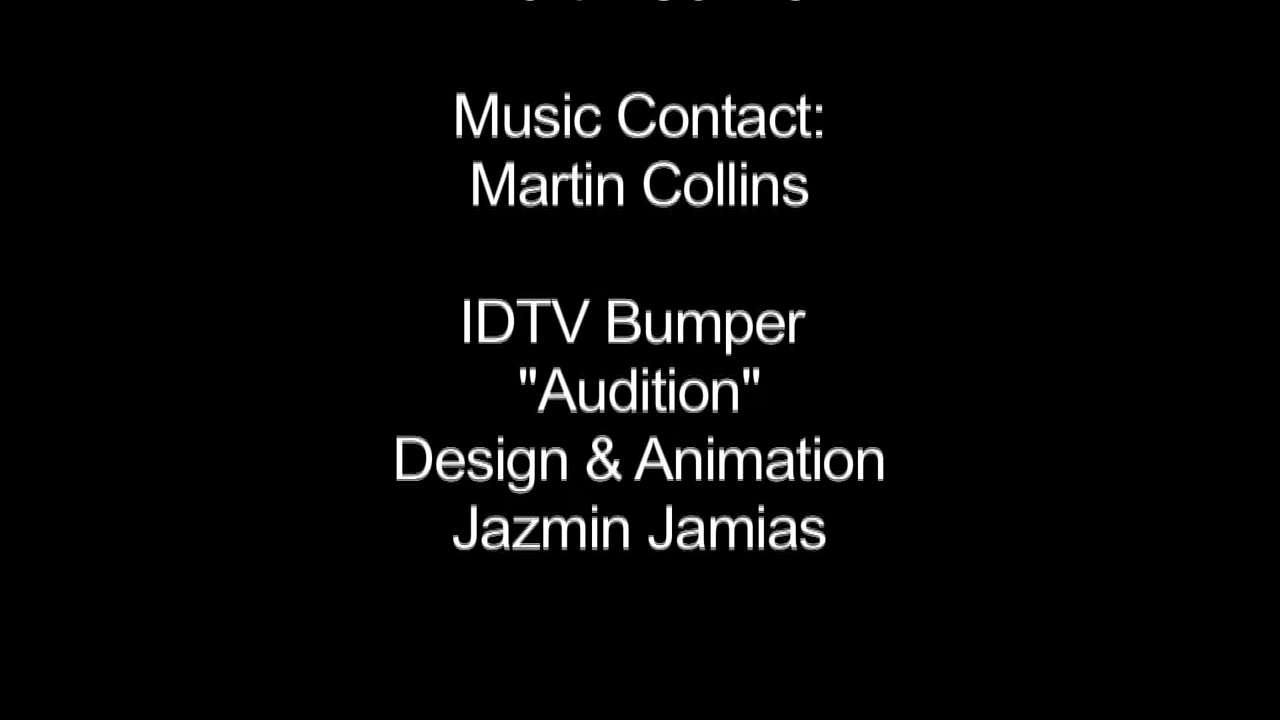 Music Contact:
Martin Collins
IDTV Bumper
"Audition"
Design & Animation
Jazmin Jamias